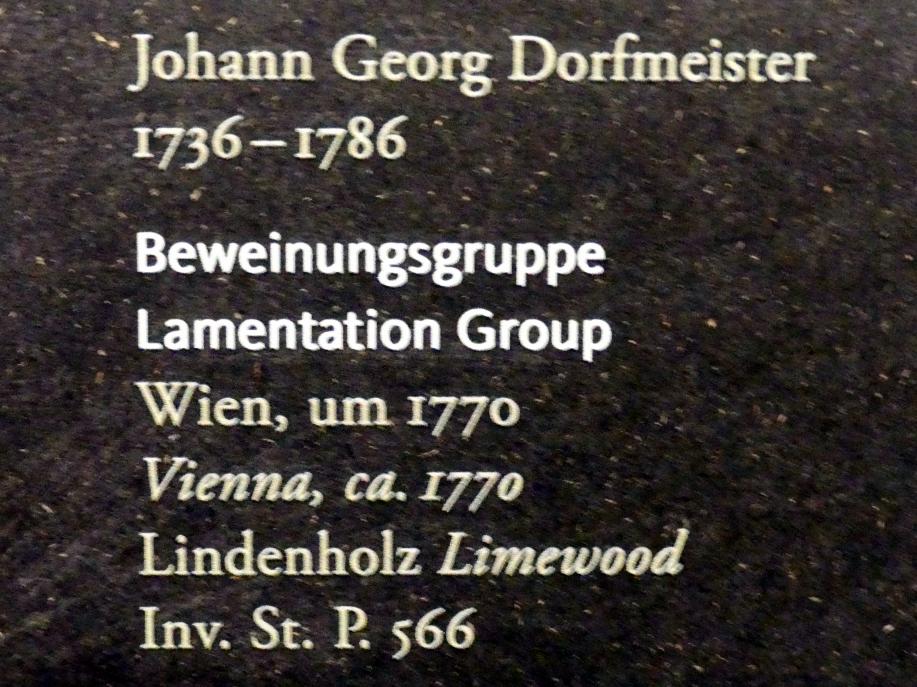 Johann Georg Dorfmeister
1736–1786
Beweinungsgruppe
Lamentation Group
Wien, um 1770
Vienna, ca. 1770
Lindenholz Limewood
Inv. St. P. 566